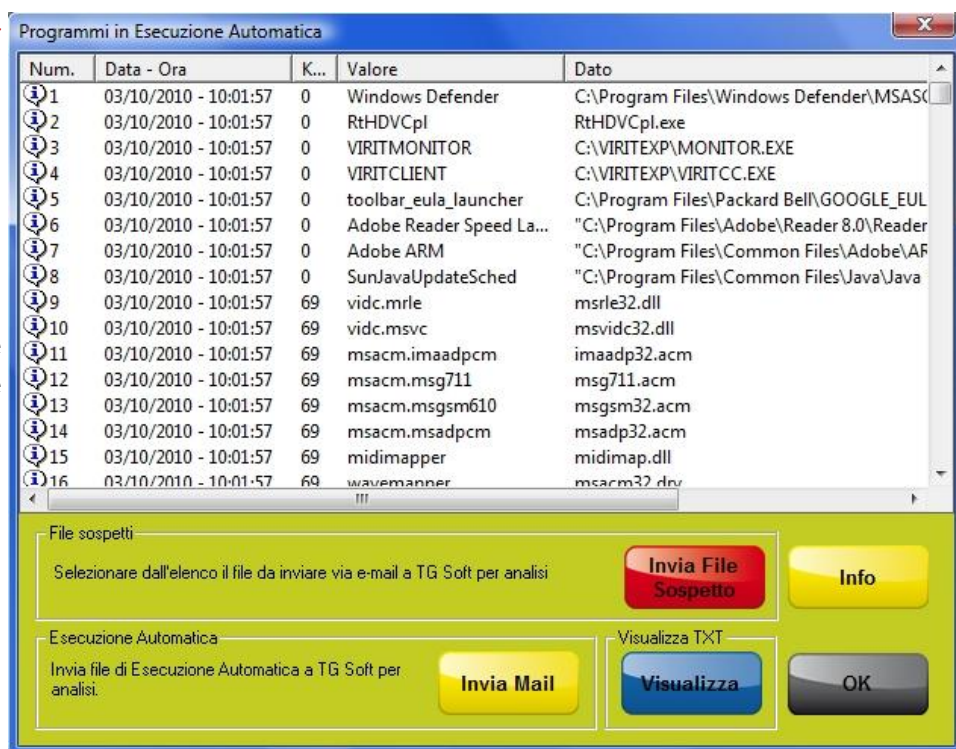 Programmi in Esecuzione Automatica
Num. Data - Ora K... Valore Dato
1 03/10/2010 - 10:01:57 0 Windows Defender C:\Program Files\Windows Defender\MSASC
2 03/10/2010 - 10:01:57 0 RtHDVCpl RtHDVCpl.exe
3 03/10/2010 - 10:01:57 0 VIRITMONITOR C:\VIRITEXP\MONITOR.EXE
4 03/10/2010 - 10:01:57 0 VIRITCLIENT C:\VIRITEXP\VIRITCC.EXE
5 03/10/2010 - 10:01:57 0 toolbar_eula_launcher C:\Program Files\Packard Bell\GOOGLE_EUL
6 03/10/2010 - 10:01:57 0 Adobe Reader Speed La... "C:\Program Files\Adobe\Reader 8.0\Reader
7 03/10/2010 - 10:01:57 0 Adobe ARM "C:\Program Files\Common Files\Adobe\AR
8 03/10/2010 - 10:01:57 0 SunJavaUpdateSched "C:\Program Files\Common Files\Java\Java
9 03/10/2010 - 10:01:57 69 vidc.mrle msrle32.dll
10 03/10/2010 - 10:01:57 69 vidc.msvc msvidc32.dll
11 03/10/2010 - 10:01:57 69 msacm.imaadpcm imaadp32.acm
12 03/10/2010 - 10:01:57 69 msacm.msg711 msg711.acm
13 03/10/2010 - 10:01:57 69 msacm.msgsm610 msgsm32.acm
14 03/10/2010 - 10:01:57 69 msacm.msadpcm msadp32.acm
15 03/10/2010 - 10:01:57 69 midimapper midimap.dll
16 03/10/2010 - 10:01:57 69 wavemapper msacm32.drv
File sospetti
Selezionare dall'elenco il file da inviare via e-mail a TG Soft per analisi
Invia File
Sospetto
Info
Esecuzione Automatica
Invia file di Esecuzione Automatica a TG Soft per
analisi.
Invia Mail
Visualizza TXT
Visualizza
OK